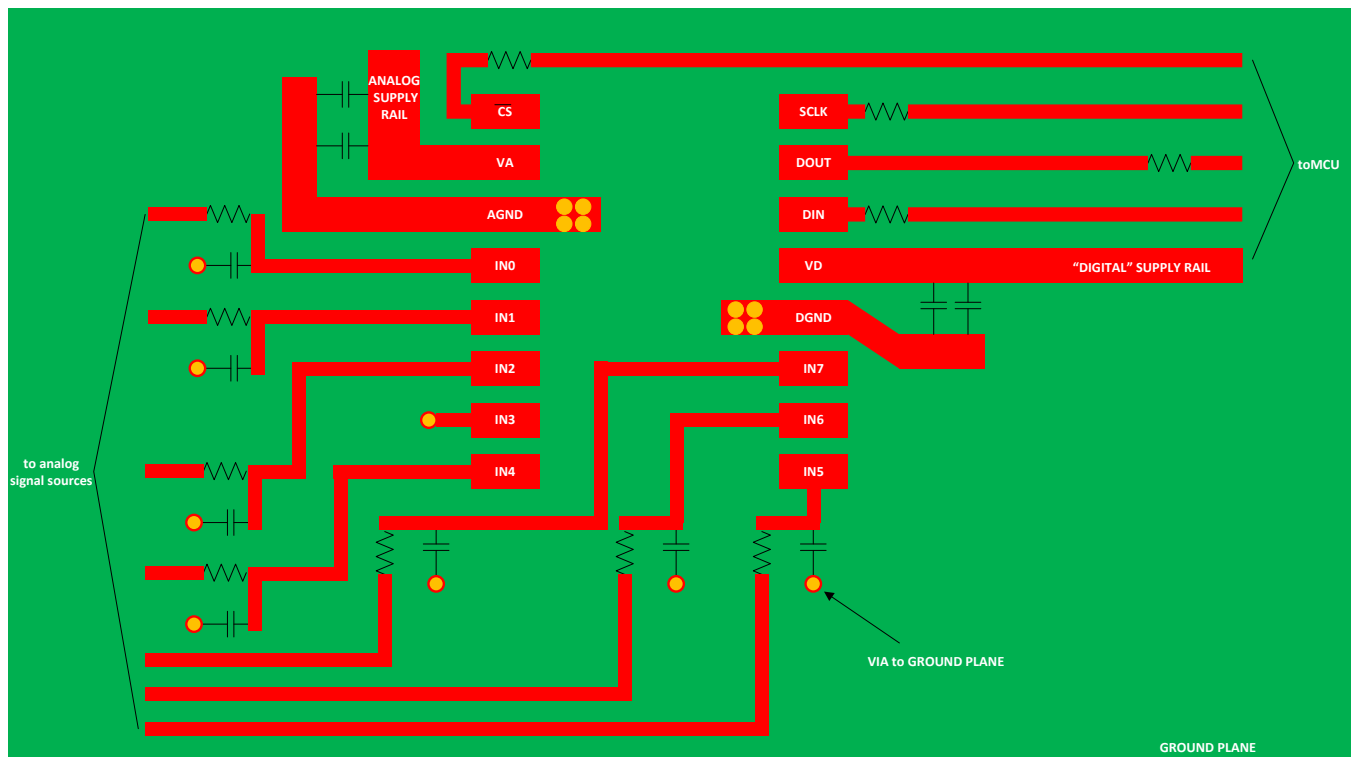 ANALOG
SUPPLY
RAIL
CS
SCLK
VA
DOUT
toMCU
AGND
DIN
IN0
VD
"DIGITAL" SUPPLY RAIL
IN1
DGND
IN2
IN7
IN3
IN6
to analog
signal sources
IN4
IN5
VIA to GROUND PLANE
GROUND PLANE